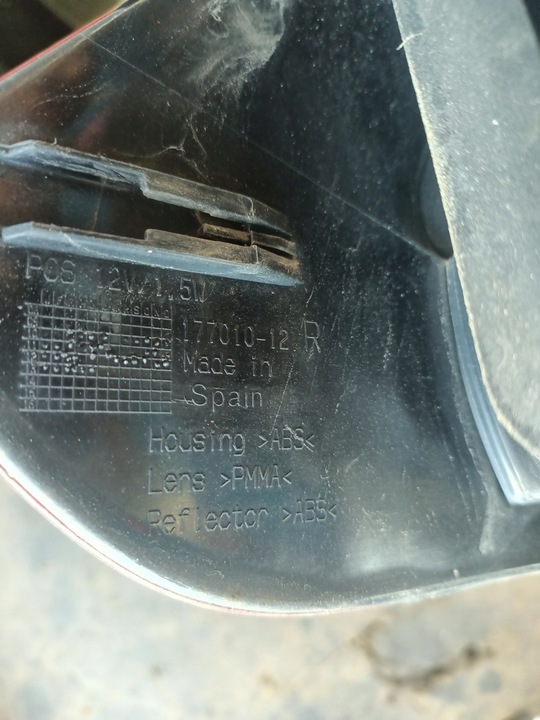 POS 12V 1.5W
177010-12 R
Made in
Spain
Housing >ABS<
Lens >PMMA<
Reflector >ABS<